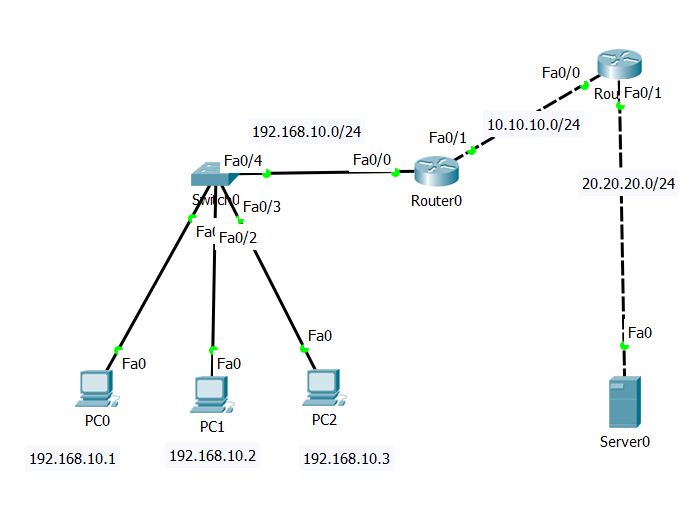 Fa0/0
Rou
Fa0/1
10.10.10.0/24
192.168.10.0/24
Fa0/1
Fa0/4
Fa0/0
20.20.20.0/24
Switch0
Router0
Fa0/3
Fa0/2
Fa0
Fa0
Fa0
Fa0
PC0
PC1
PC2
Server0
192.168.10.1
192.168.10.2
192.168.10.3